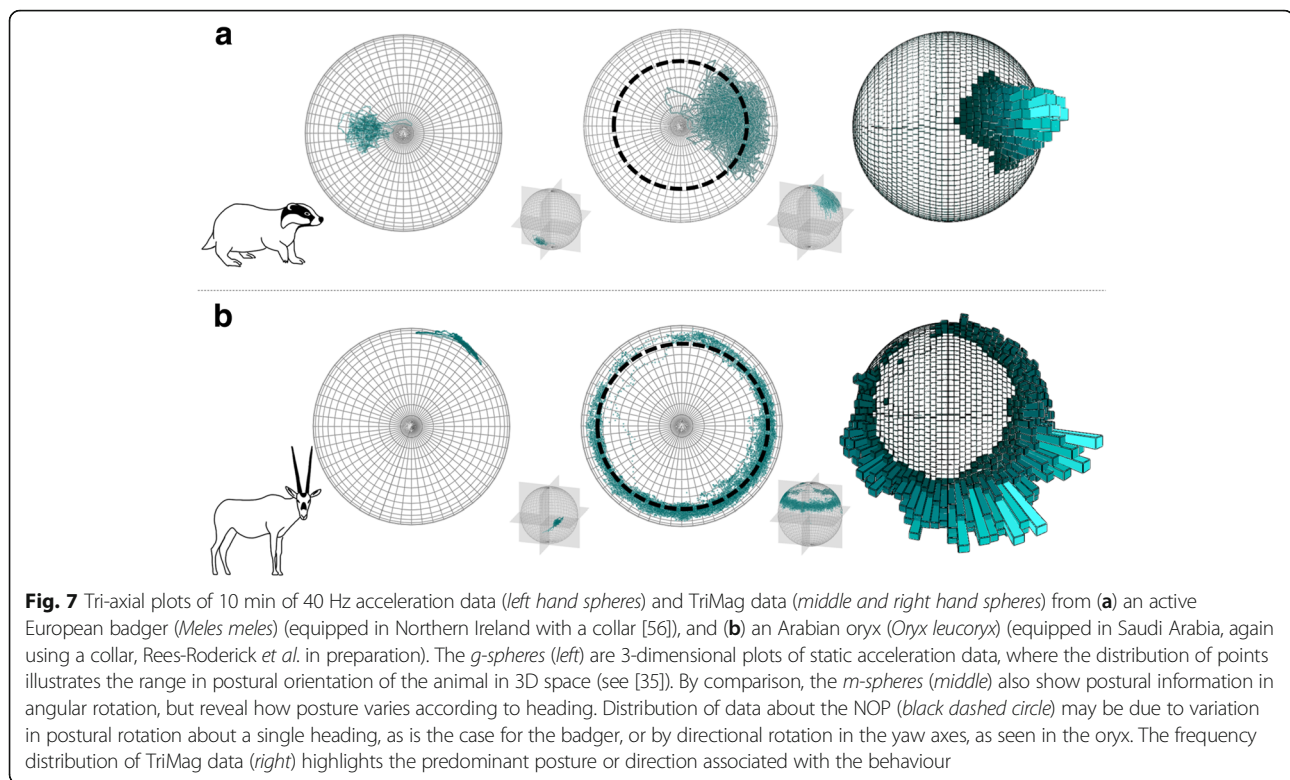 a
b
Fig. 7 Tri-axial plots of 10 min of 40 Hz acceleration data (left hand spheres) and TriMag data (middle and right hand spheres) from (a) an active
European badger (Meles meles) (equipped in Northern Ireland with a collar [56]), and (b) an Arabian oryx (Oryx leucoryx) (equipped in Saudi Arabia, again
using a collar, Rees-Roderick et al. in preparation). The g-spheres (left) are 3-dimensional plots of static acceleration data, where the distribution of points
illustrates the range in postural orientation of the animal in 3D space (see [35]). By comparison, the m-spheres (middle) also show postural information in
angular rotation, but reveal how posture varies according to heading. Distribution of data about the NOP (black dashed circle) may be due to variation
in postural rotation about a single heading, as is the case for the badger, or by directional rotation in the yaw axes, as seen in the oryx. The frequency
distribution of TriMag data (right) highlights the predominant posture or direction associated with the behaviour